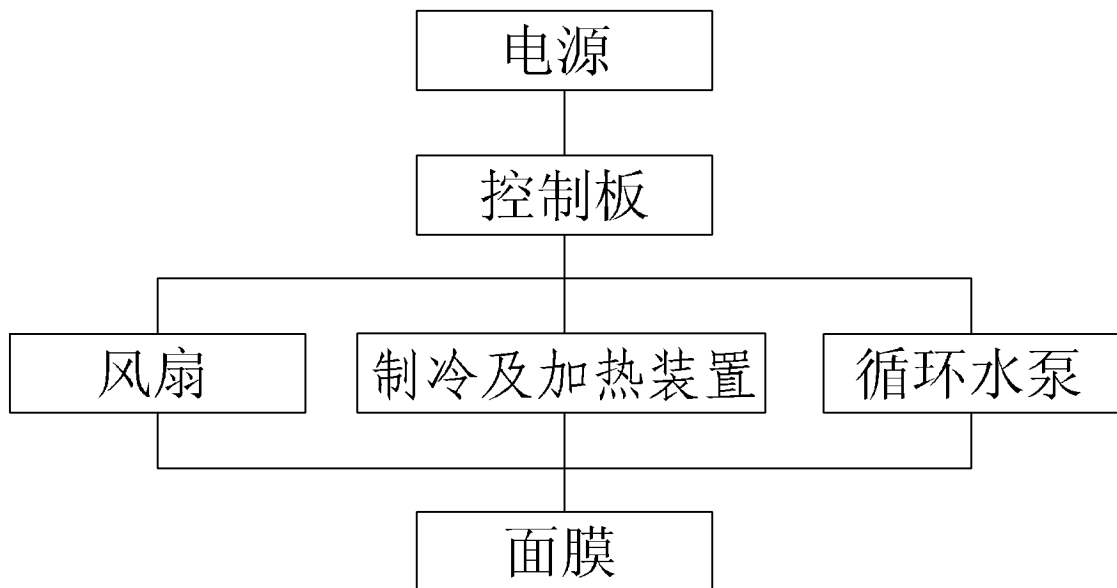 电源
控制板
风扇
制冷及加热装置
循环水泵
面膜